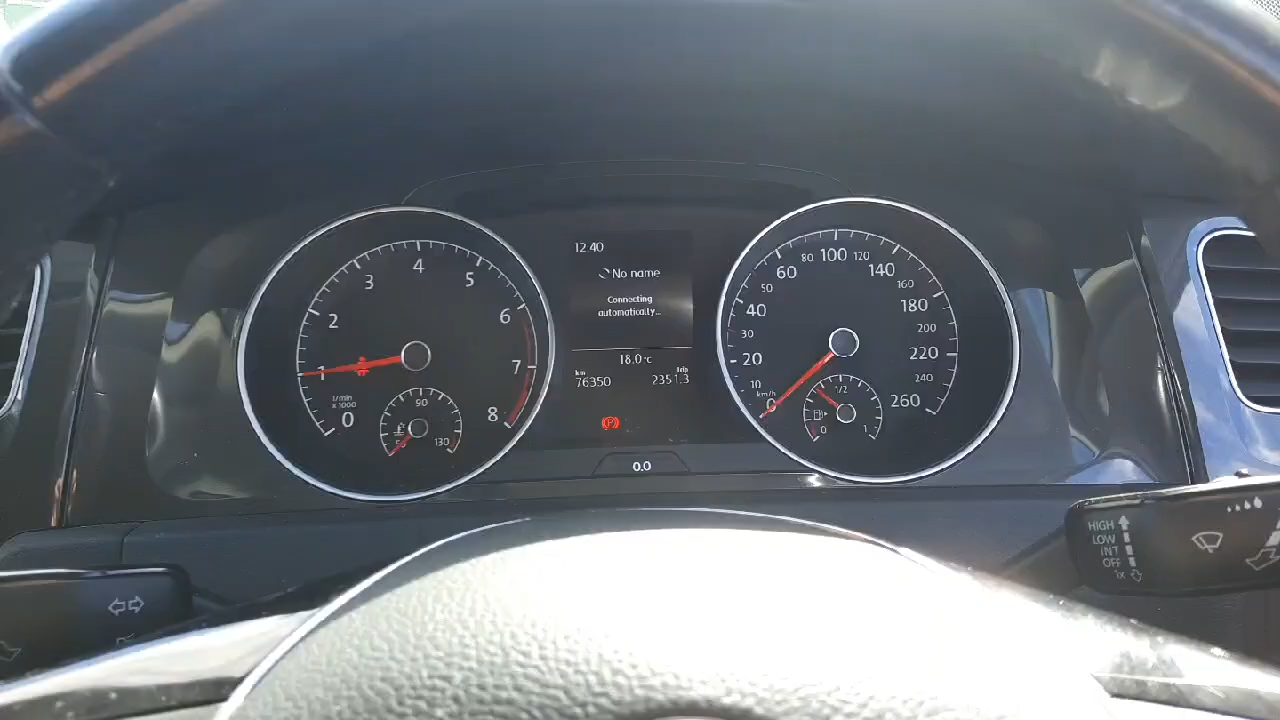 12:40
No name
Connecting
automatically...
18.0 °C
km
76350
trip
2351.3
(P)
0.0
0
1
2
3
4
5
6
7
8
1/min
x 1000
50
130
0
10
20
30
40
50
60
80
100
120
140
160
180
200
220
240
260
km/h
0
1/2
1
HIGH
LOW
INT
OFF
1x